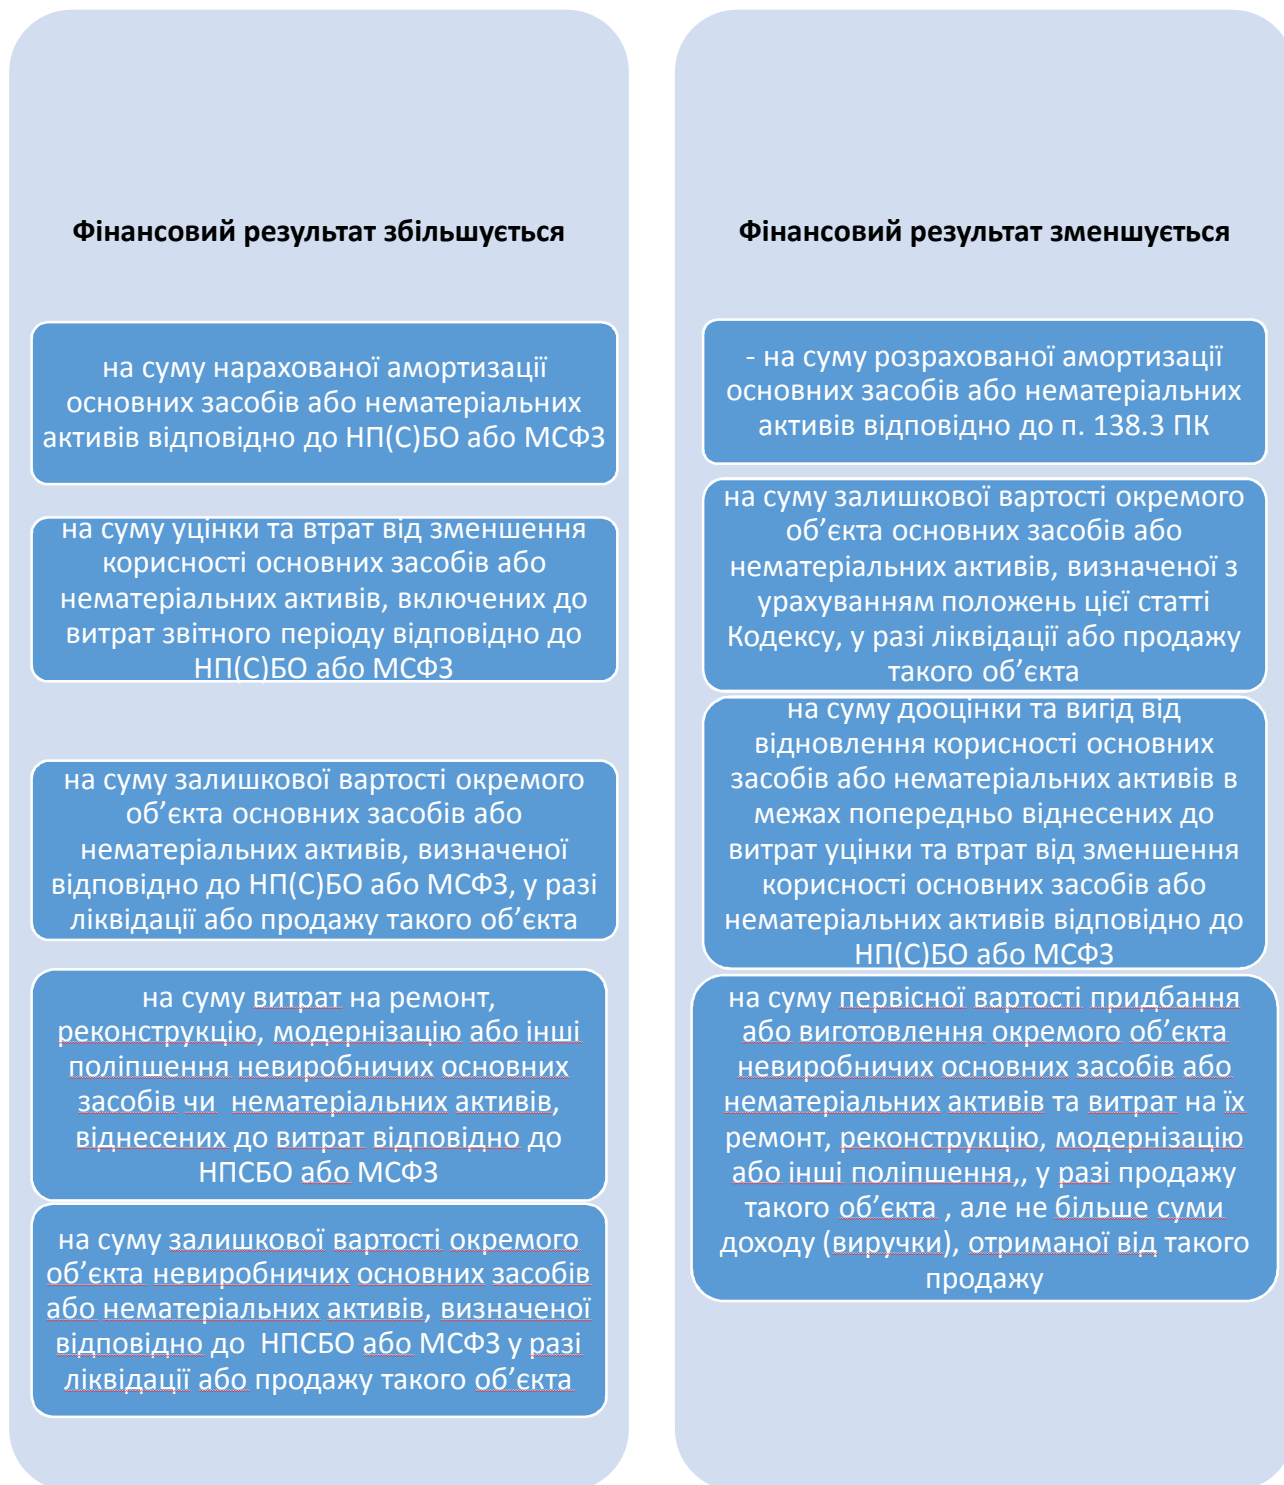 Фінансовий результат збільшується
на суму нарахованої амортизації
основних засобів або нематеріальних
активів відповідно до НП(С)БО або МСФЗ
на суму уцінки та втрат від зменшення
корисності основних засобів або
нематеріальних активів, включених до
витрат звітного періоду відповідно до
НП(С)БО або МСФЗ
на суму залишкової вартості окремого
об’єкта основних засобів або
нематеріальних активів, визначеної
відповідно до НП(С)БО або МСФЗ, у разі
ліквідації або продажу такого об’єкта
на суму витрат на ремонт,
реконструкцію, модернізацію або інші
поліпшення невиробничих основних
засобів чи  нематеріальних активів,
віднесених до витрат відповідно до
НПСБО або МСФЗ
на суму залишкової вартості окремого
об’єкта невиробничих основних засобів
або нематеріальних активів, визначеної
відповідно до  НПСБО або МСФЗ у разі
ліквідації або продажу такого об’єкта
Фінансовий результат зменшується
- на суму розрахованої амортизації
основних засобів або нематеріальних
активів відповідно до п. 138.3 ПК
на суму залишкової вартості окремого
об’єкта основних засобів або
нематеріальних активів, визначеної з
урахуванням положень цієї статті
Кодексу, у разі ліквідації або продажу
такого об’єкта
на суму дооцінки та вигід від
відновлення корисності основних
засобів або нематеріальних активів в
межах попередньо віднесених до
витрат уцінки та втрат від зменшення
корисності основних засобів або
нематеріальних активів відповідно до
НП(С)БО або МСФЗ
на суму первісної вартості придбання
або виготовлення окремого об’єкта
невиробничих основних засобів або
нематеріальних активів та витрат на їх
ремонт, реконструкцію, модернізацію
або інші поліпшення,, у разі продажу
такого об’єкта , але не більше суми
доходу (виручки), отриманої від такого
продажу